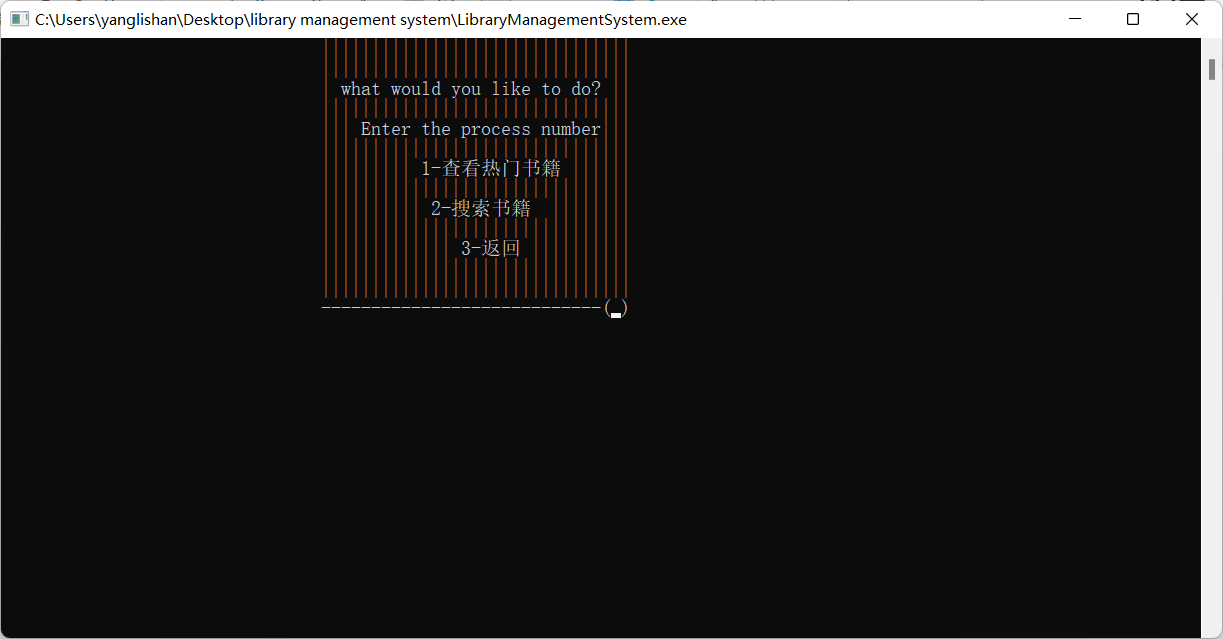 C:\Users\yanglishan\Desktop\library management system\LibraryManagementSystem.exe
what would you like to do?
Enter the process number
1-查看热门书籍
2-搜索书籍
3-返回
----------------------------(_)